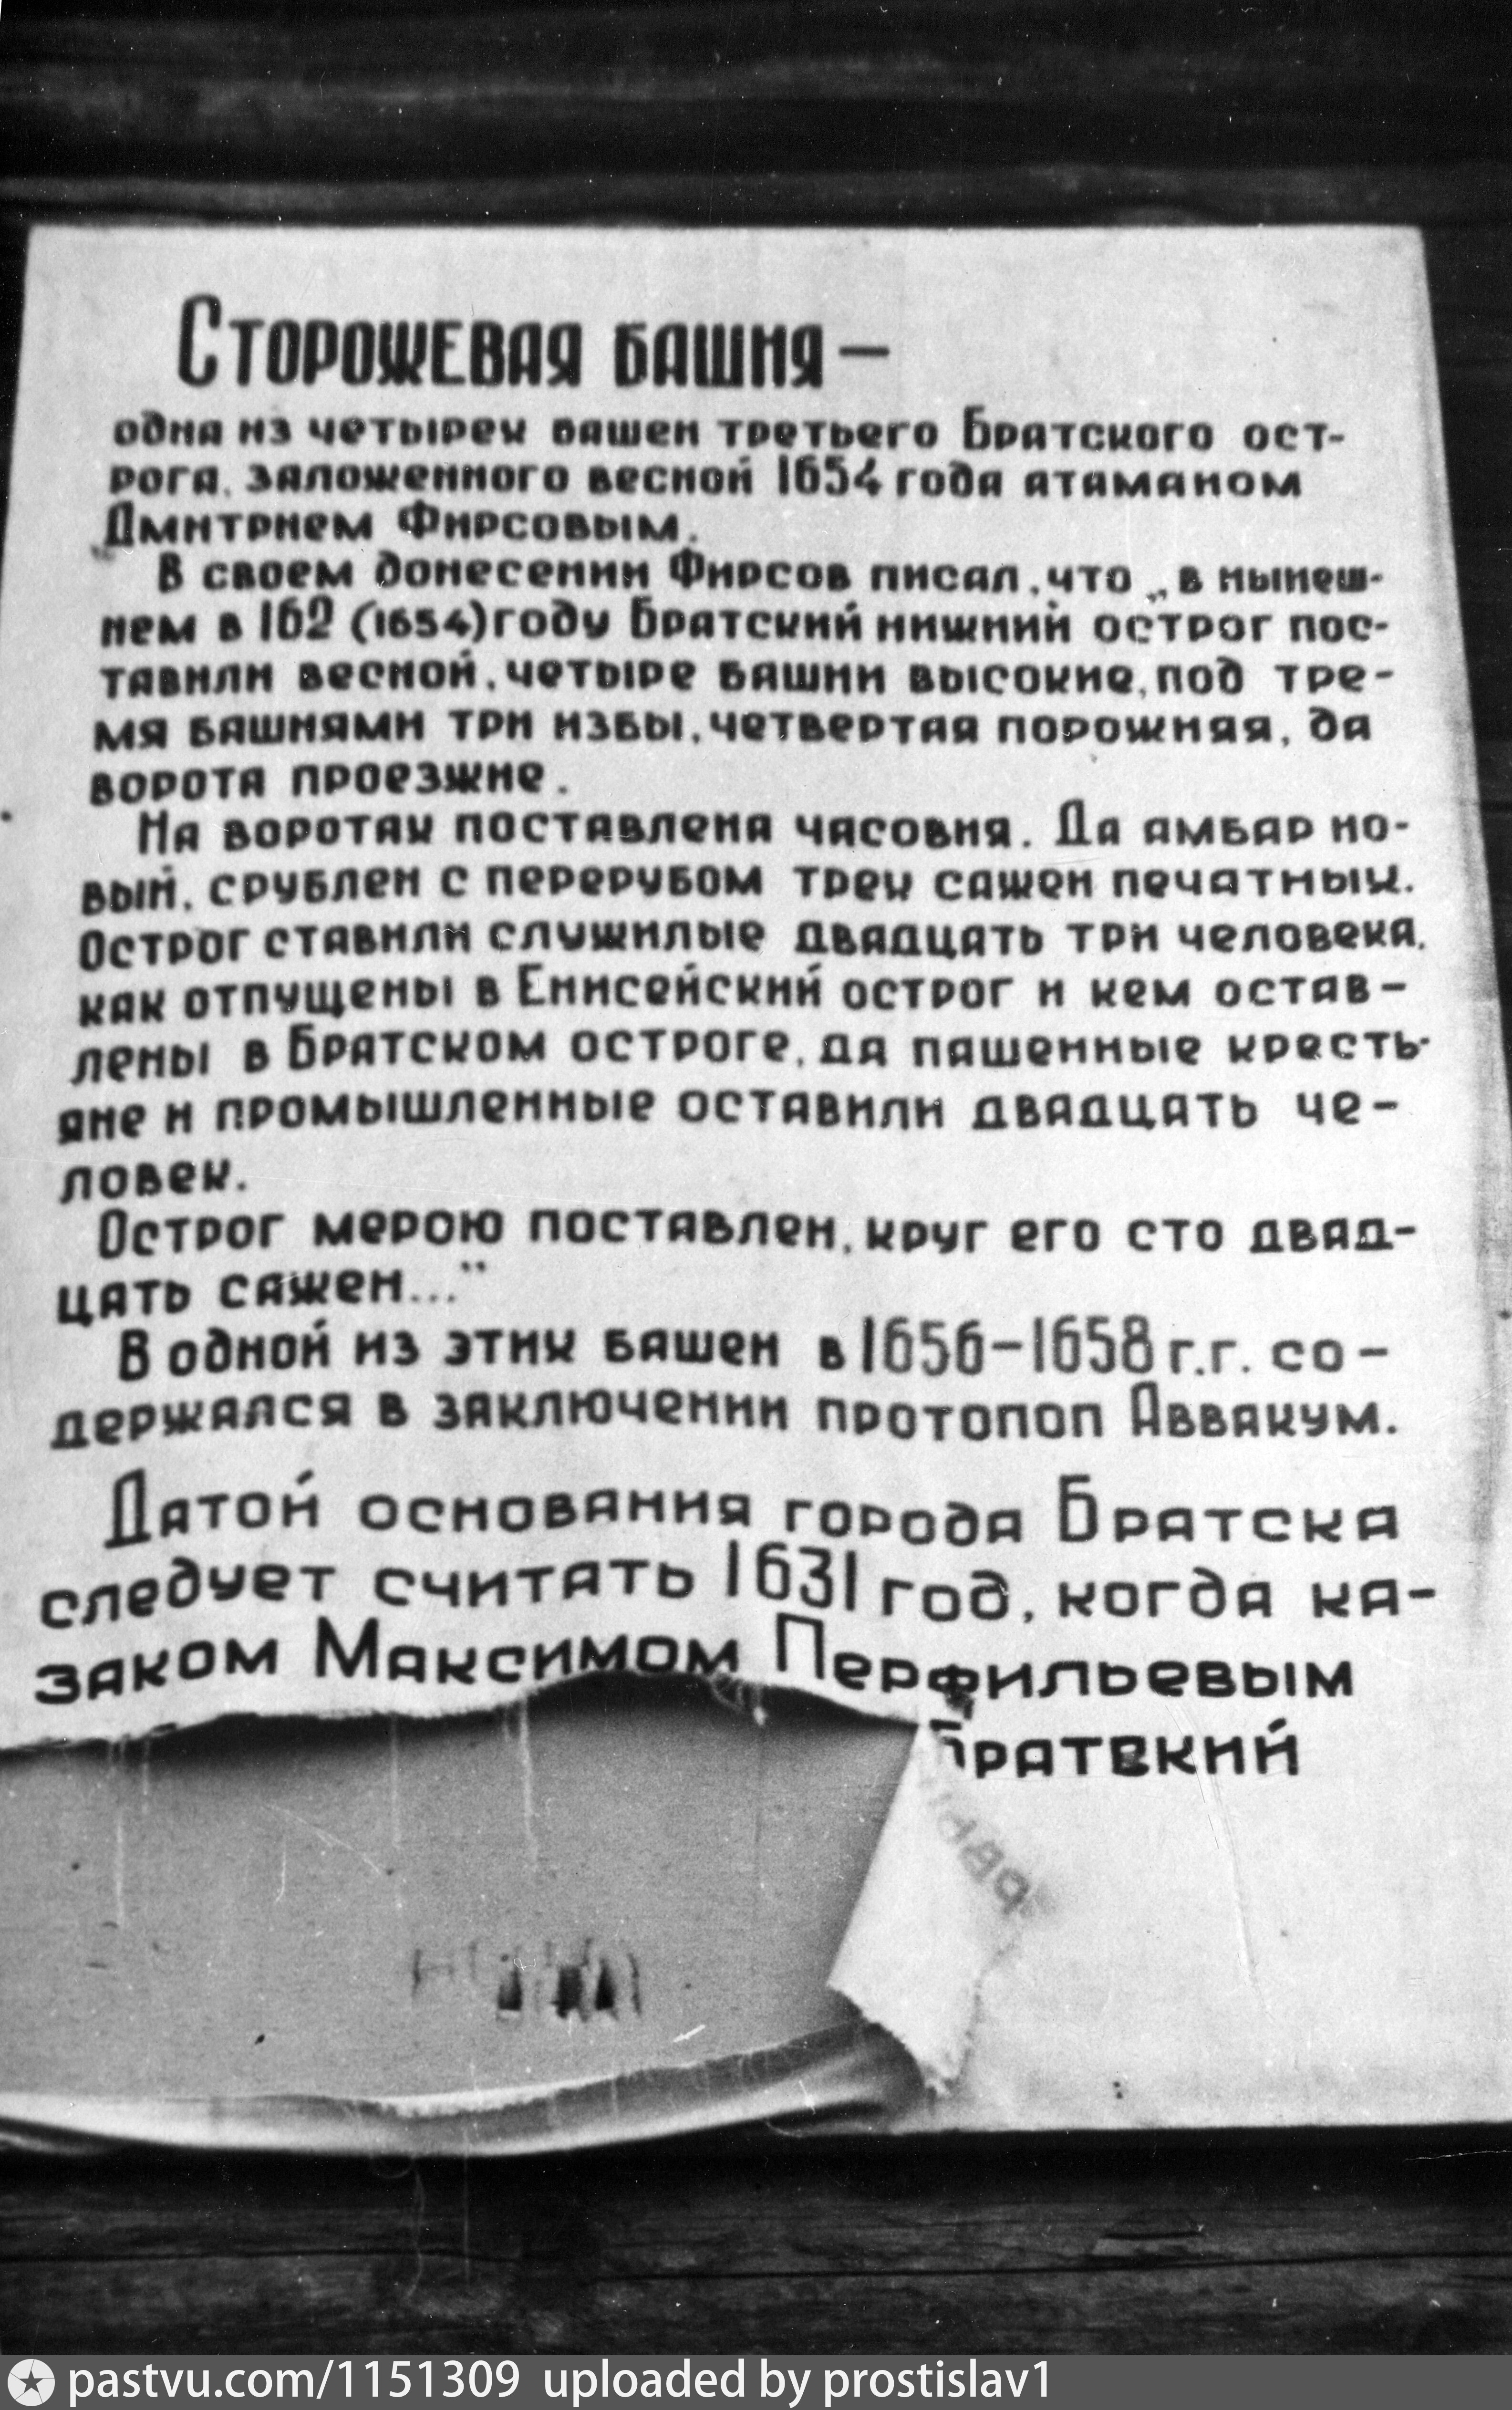 Сторожевая башня –
одна из четырех башен третьего Братского ост-
рога, заложенного весной 1654 года атаманом
Дмитрием Фирсовым.
В своем донесении Фирсов писал, что „в нынеш-
нем в 162 (1654) году Братский нижний острог пос-
тавили весной, четыре башни высокие, под тре-
мя башнями три избы, четвертая порожняя, да
ворота проезжие.
На воротах поставлена часовня. Да амбар но-
вый, срублен с перерубом трех сажен печатных.
Острог ставили служилые двадцать три человека,
как отпущены в Енисейский острог и кем остав-
лены в Братском остроге, да пашенные кресть-
яне и промышленные оставили двадцать че-
ловек.
Острог мерою поставлен, круг его сто двад-
цать сажен..."
В одной из этих башен в 1656–1658 г.г. со-
держался в заключении протопоп Аввакум.
Датой основания города Братска
следует считать 1631 год, когда ка-
заком Максимом Перфильевым
Братский
pastvu.com/1151309 uploaded by prostislav1